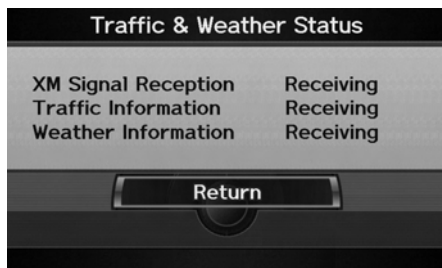 Traffic & Weather Status
XM Signal Reception Receiving
Traffic Information Receiving
Weather Information Receiving
Return